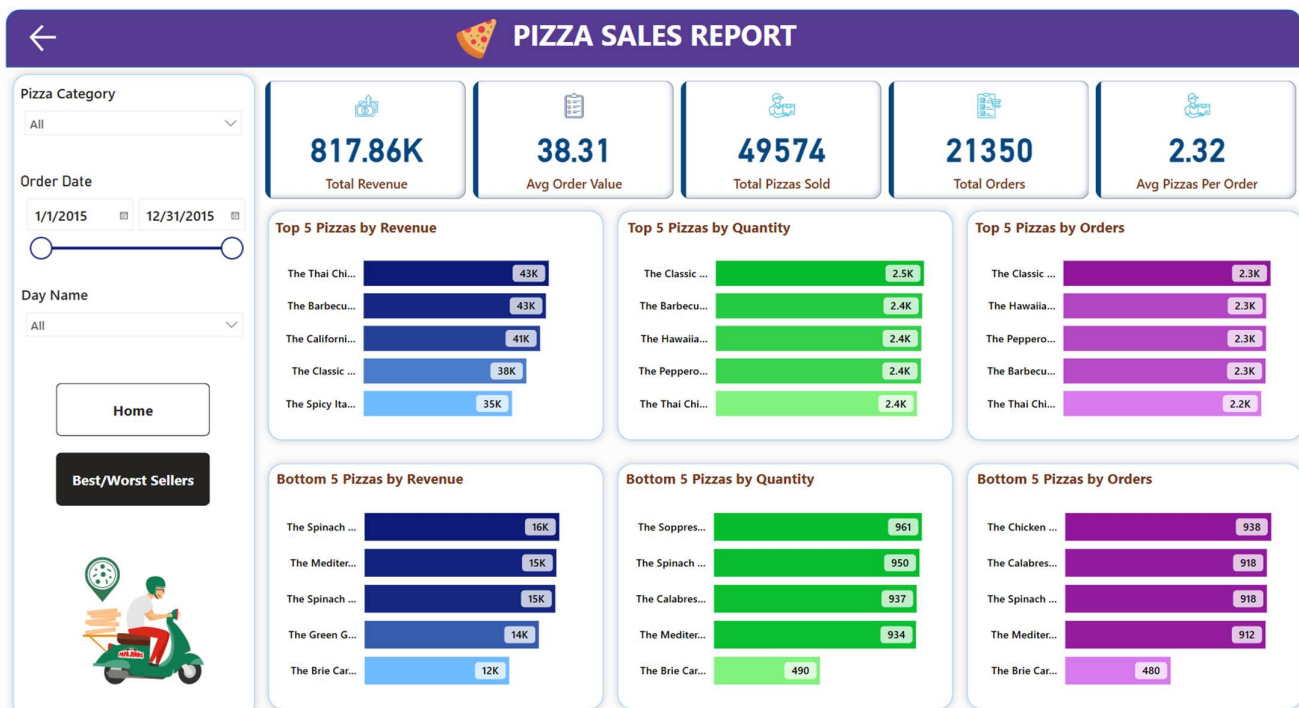 PIZZA SALES REPORT
Pizza Category
All
Order Date
1/1/2015
12/31/2015
Day Name
All
Home
Best/Worst Sellers
PAPA JOHN'S
817.86K
Total Revenue
38.31
Avg Order Value
49574
Total Pizzas Sold
21350
Total Orders
2.32
Avg Pizzas Per Order
Top 5 Pizzas by Revenue
The Thai Chi... 43K
The Barbecu... 43K
The Californi... 41K
The Classic ... 38K
The Spicy Ita... 35K
Top 5 Pizzas by Quantity
The Classic ... 2.5K
The Barbecu... 2.4K
The Hawaiia... 2.4K
The Peppero... 2.4K
The Thai Chi... 2.4K
Top 5 Pizzas by Orders
The Classic ... 2.3K
The Hawaiia... 2.3K
The Peppero... 2.3K
The Barbecu... 2.3K
The Thai Chi... 2.2K
Bottom 5 Pizzas by Revenue
The Spinach ... 16K
The Mediter... 15K
The Spinach ... 15K
The Green G... 14K
The Brie Car... 12K
Bottom 5 Pizzas by Quantity
The Soppres... 961
The Spinach ... 950
The Calabres... 937
The Mediter... 934
The Brie Car... 490
Bottom 5 Pizzas by Orders
The Chicken ... 938
The Calabres... 918
The Spinach ... 918
The Mediter... 912
The Brie Car... 480